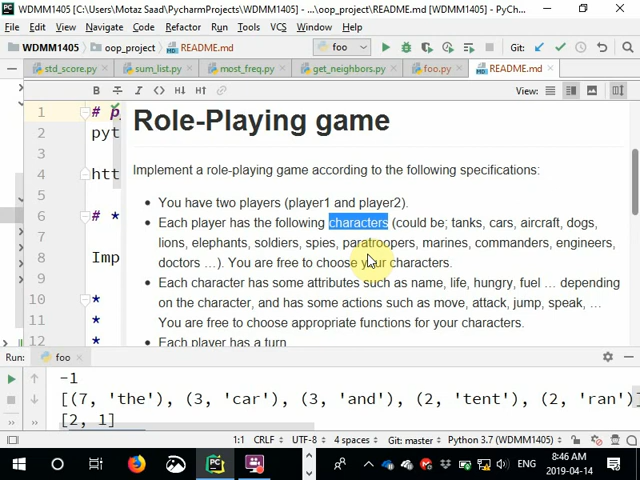 WDMM1405 [C:\Users\Motaz Saad\PycharmProjects\WDMM1405] - ...\oop_project\README.md - PyCh...
File Edit View Navigate Code Refactor Run Tools VCS Window Help
WDMM1405 oop_project README.md foo Git:
std_score.py sum_list.py most_freq.py get_neighbors.py foo.py README.md
B I <> H↑ H↓
1 # p
2 pyt
3
4 htt
5
6 # *
7
8 Imp
9
10 *
11 *
12 *
Role-Playing game
Implement a role-playing game according to the following specifications:
• You have two players (player1 and player2).
• Each player has the following characters (could be; tanks, cars, aircraft, dogs,
lions, elephants, soldiers, spies, paratroopers, marines, commanders, engineers,
doctors ...). You are free to choose your characters.
• Each character has some attributes such as name, life, hungry, fuel ... depending
on the character, and has some actions such as move, attack, jump, speak, ...
You are free to choose appropriate functions for your characters.
• Each player has a turn
Run: foo
-1
[(7, 'the'), (3, 'car'), (3, 'and'), (2, 'tent'), (2, 'ran')]
[2, 1]
1:1 CRLF UTF-8 4 spaces Git: master Python 3.7 (WDMM1405)
ENG 8:46 AM
2019-04-14